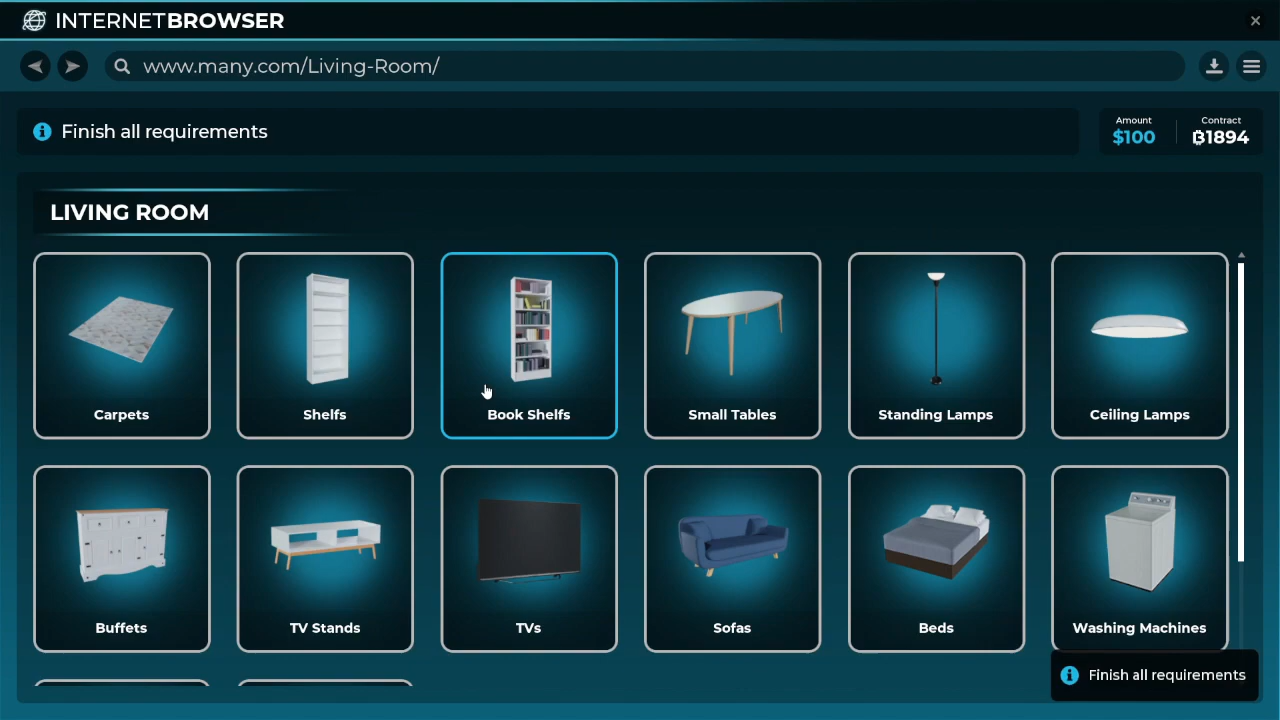 INTERNETBROWSER
www.many.com/Living-Room/
Finish all requirements
Amount
$100
Contract
₿1894
LIVING ROOM
Carpets
Shelfs
Book Shelfs
Small Tables
Standing Lamps
Ceiling Lamps
Buffets
TV Stands
TVs
Sofas
Beds
Washing Machines
Finish all requirements